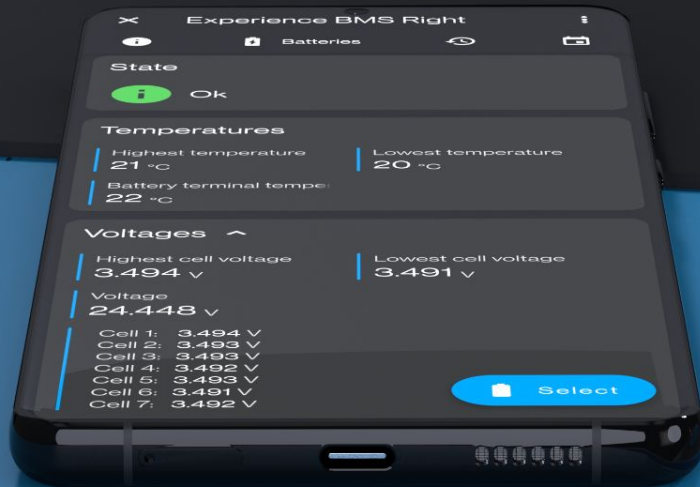 Experience BMS Right
Batteries
State
Ok
Temperatures
Highest temperature
21 °C
Lowest temperature
20 °C
Battery terminal tempe
22 °C
Voltages
Highest cell voltage
3.494 V
Lowest cell voltage
3.491 V
Voltage
24.448 V
Cell 1: 3.494 V
Cell 2: 3.493 V
Cell 3: 3.493 V
Cell 4: 3.492 V
Cell 5: 3.493 V
Cell 6: 3.491 V
Cell 7: 3.492 V
Select